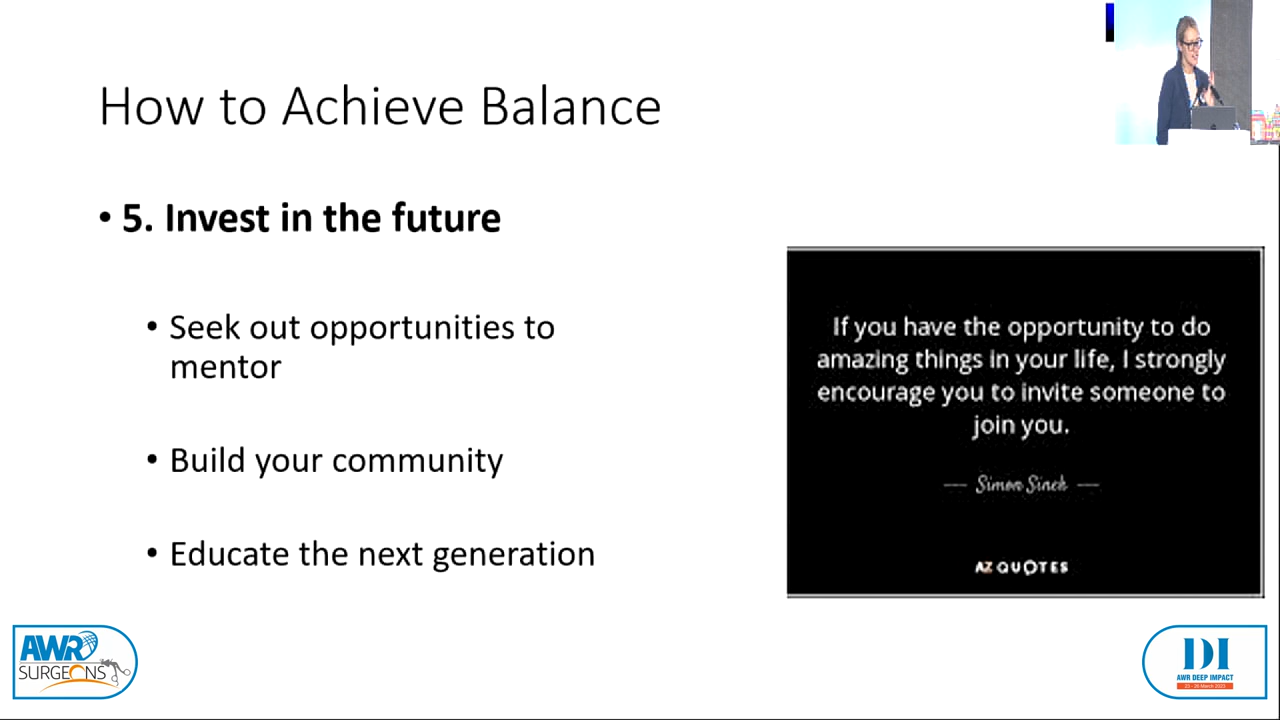 How to Achieve Balance
• 5. Invest in the future
• Seek out opportunities to
mentor
• Build your community
• Educate the next generation
If you have the opportunity to do
amazing things in your life, I strongly
encourage you to invite someone to
join you.
— Simon Sinek —
AZ QUOTES
AWR
SURGEONS
DI
AWR DEEP IMPACT